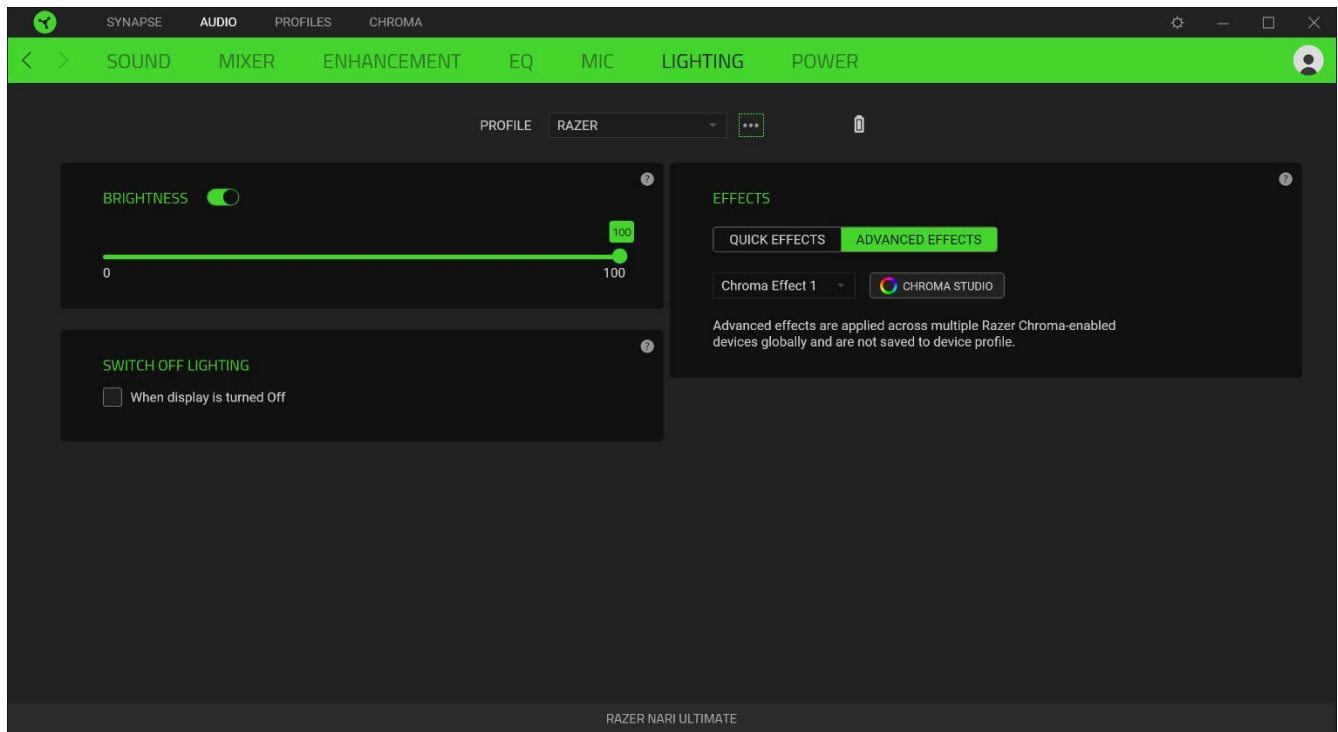 SYNAPSE AUDIO PROFILES CHROMA
SOUND MIXER ENHANCEMENT EQ MIC LIGHTING POWER
PROFILE RAZER
BRIGHTNESS
100
0 100
SWITCH OFF LIGHTING
When display is turned Off
EFFECTS
QUICK EFFECTS ADVANCED EFFECTS
Chroma Effect 1 CHROMA STUDIO
Advanced effects are applied across multiple Razer Chroma-enabled
devices globally and are not saved to device profile.
RAZER NARI ULTIMATE